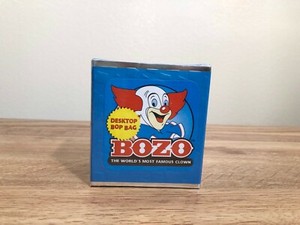 DESKTOP
BOP BAG
BOZO
THE WORLD'S MOST FAMOUS CLOWN